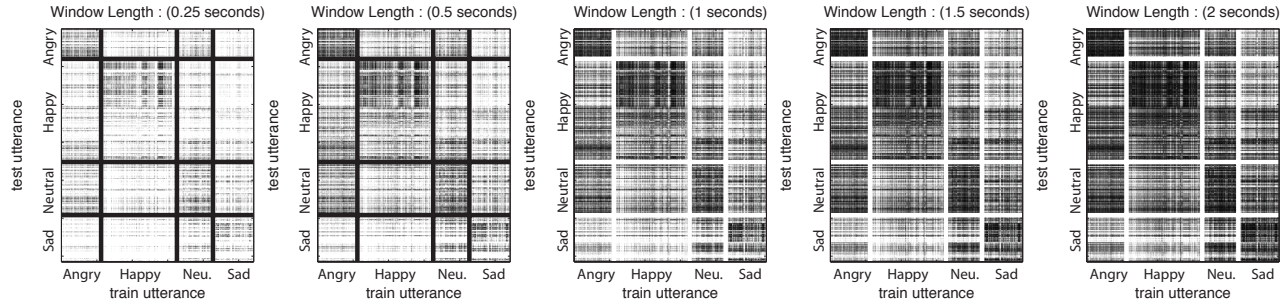 Window Length : (0.25 seconds)
Window Length : (0.5 seconds)
Window Length : (1 seconds)
Window Length : (1.5 seconds)
Window Length : (2 seconds)
test utterance
Angry
Happy
Neutral
Sad
test utterance
Angry
Happy
Neutral
Sad
test utterance
Angry
Happy
Neutral
Sad
test utterance
Angry
Happy
Neutral
Sad
test utterance
Angry
Happy
Neutral
Sad
Angry Happy Neu. Sad
train utterance
Angry Happy Neu. Sad
train utterance
Angry Happy Neu. Sad
train utterance
Angry Happy Neu. Sad
train utterance
Angry Happy Neu. Sad
train utterance